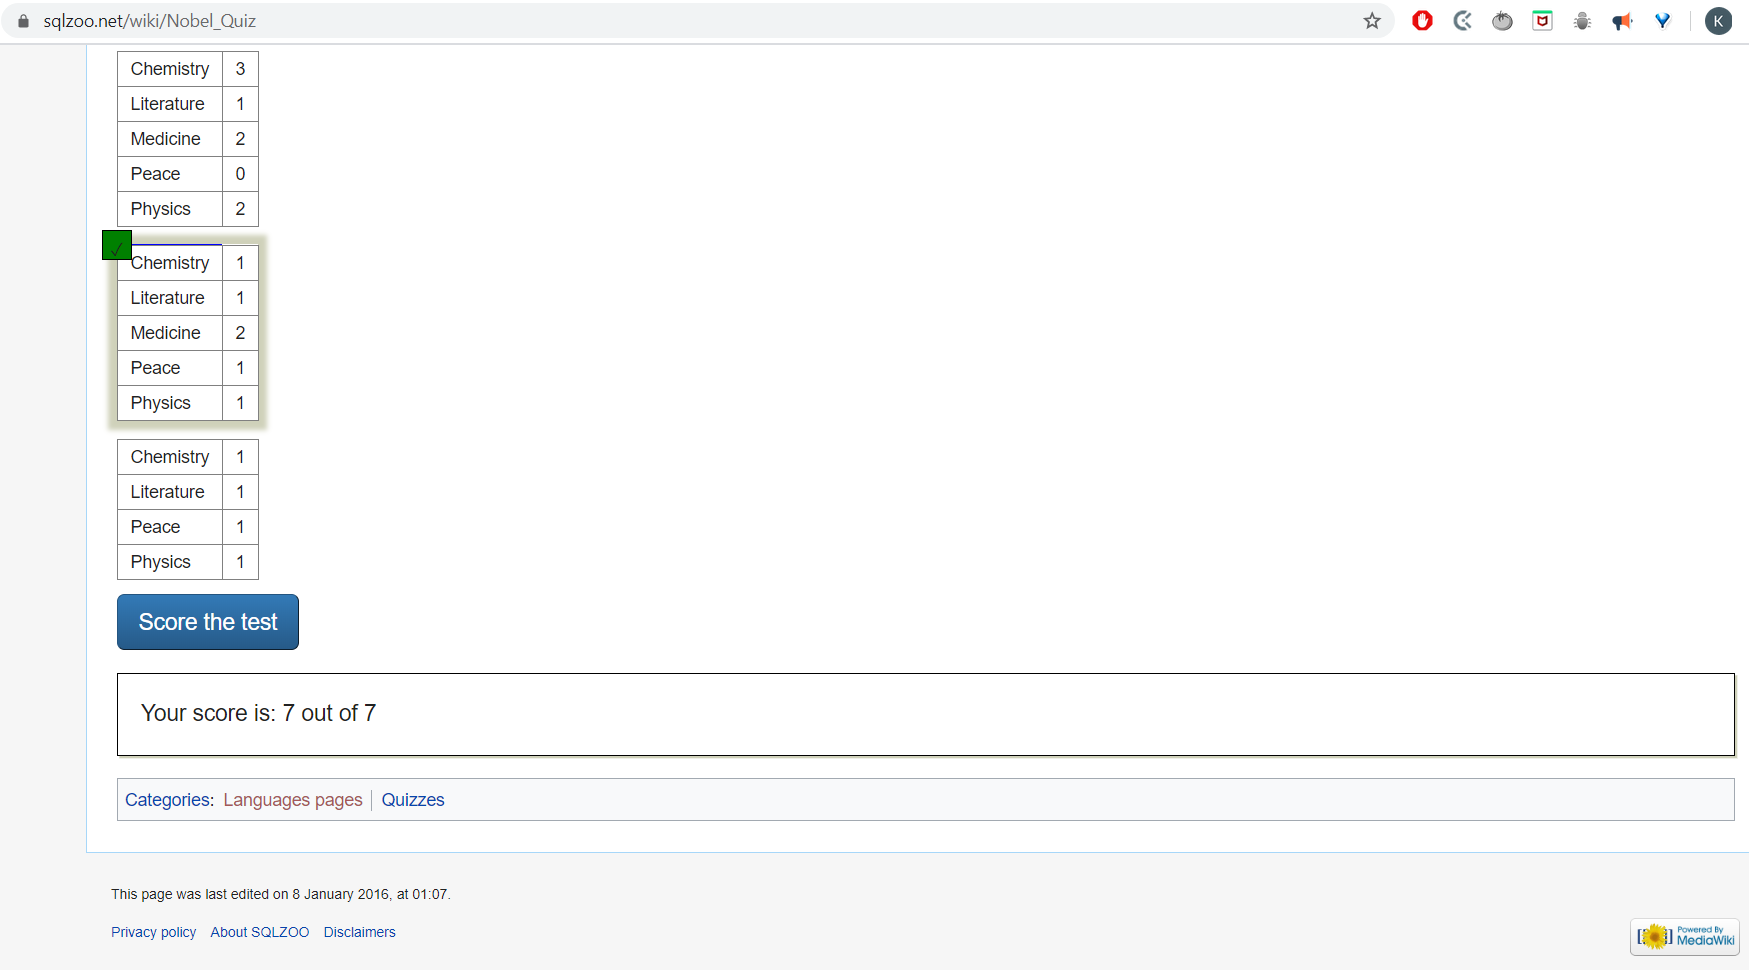 sqlzoo.net/wiki/Nobel_Quiz
K
Chemistry 3
Literature 1
Medicine 2
Peace 0
Physics 2
Chemistry 1
Literature 1
Medicine 2
Peace 1
Physics 1
Chemistry 1
Literature 1
Peace 1
Physics 1
Score the test
Your score is: 7 out of 7
Categories: Languages pages | Quizzes
This page was last edited on 8 January 2016, at 01:07.
Privacy policy About SQLZOO Disclaimers
Powered By
MediaWiki